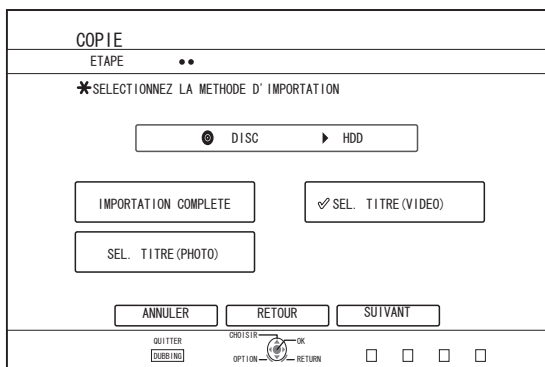 COPIE
ETAPE ●●
*SELECTIONNEZ LA METHODE D'IMPORTATION
DISC ▶ HDD
IMPORTATION COMPLETE ✓SEL. TITRE(VIDEO)
SEL. TITRE(PHOTO)
ANNULER RETOUR SUIVANT
QUITTER CHOISIR OK
DUBBING OPTION RETURN